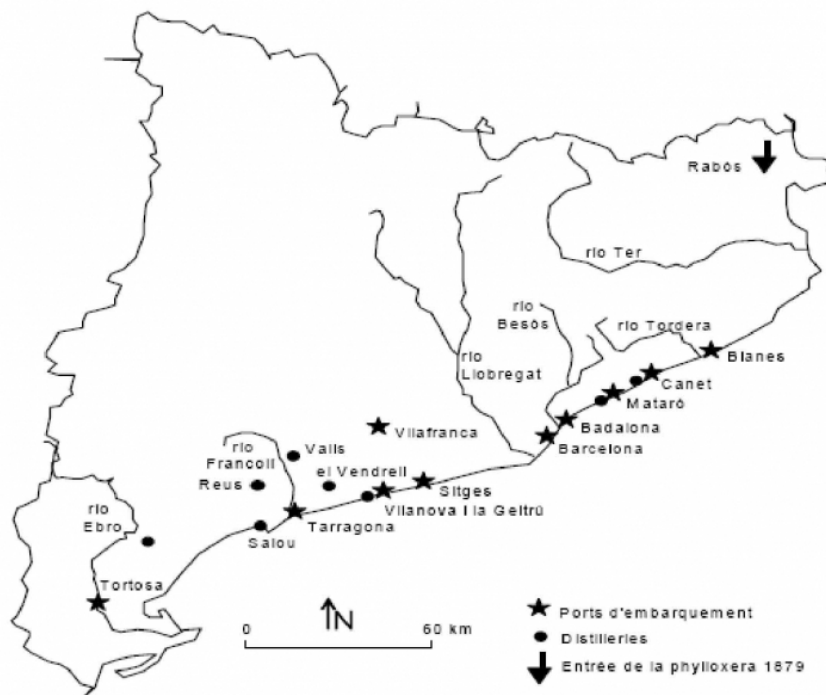 Rabós
río Ter
río
Besòs
río Tordera
Blanes
río
Llobregat
Canet
Mataró
Badalona
Barcelona
Vilafranca
Valls
río
Francolí
el Vendrell
Reus
Sitges
Vilanova I la Geltrú
Tarragona
Salou
río
Ebro
Tortosa
N
0 60 km
Ports d'embarquement
Distilleries
Entrée de la phylloxera 1879